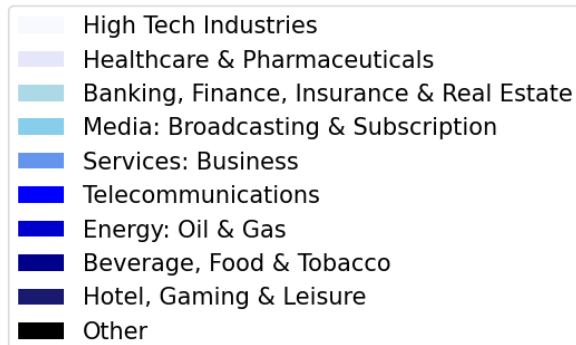 High Tech Industries
Healthcare & Pharmaceuticals
Banking, Finance, Insurance & Real Estate
Media: Broadcasting & Subscription
Services: Business
Telecommunications
Energy: Oil & Gas
Beverage, Food & Tobacco
Hotel, Gaming & Leisure
Other